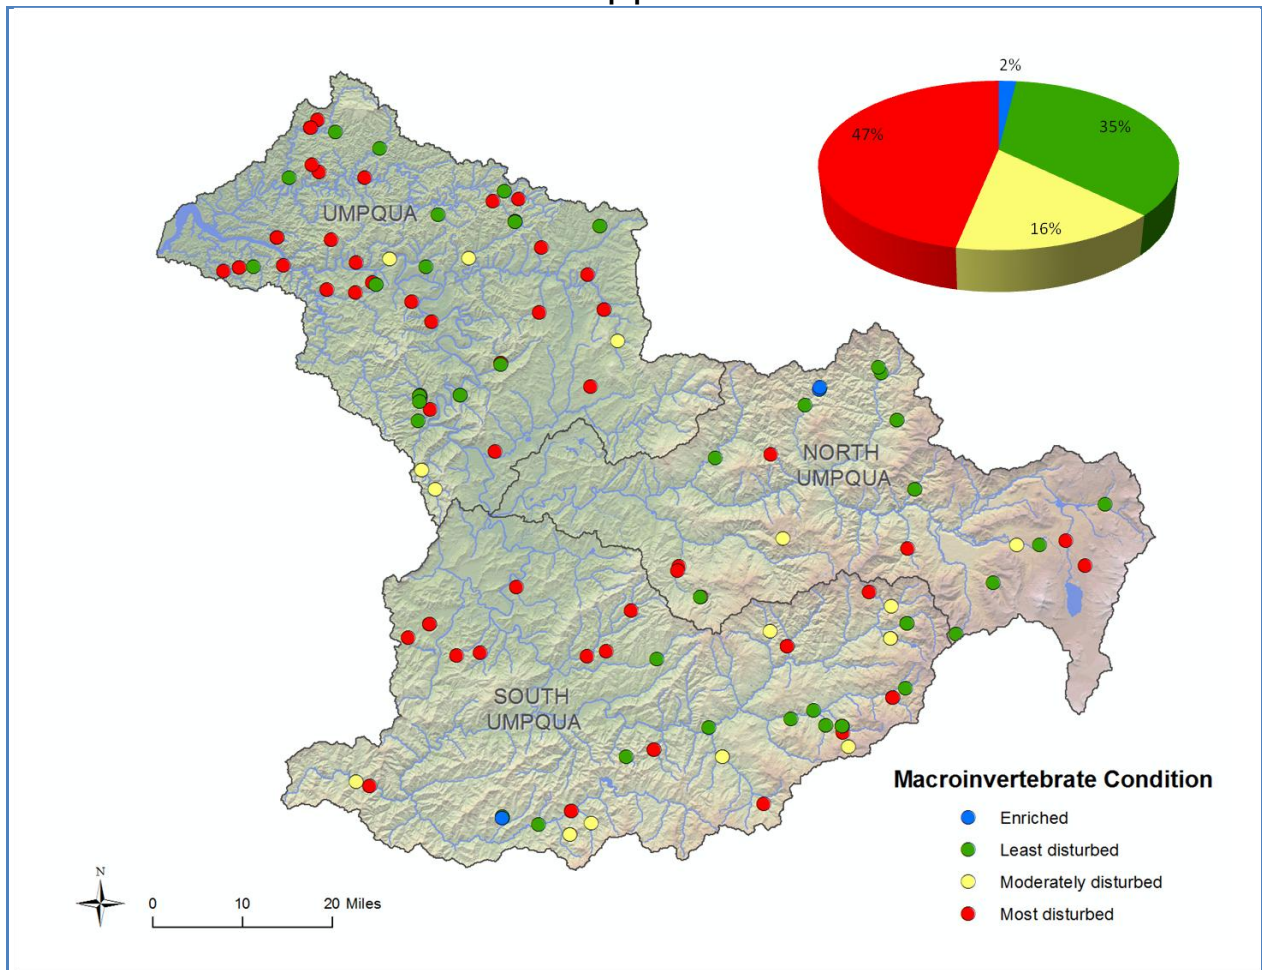 2%
47%
35%
16%
UMPQUA
NORTH
UMPQUA
SOUTH
UMPQUA
Macroinvertebrate Condition
Enriched
Least disturbed
Moderately disturbed
Most disturbed
N
0 10 20 Miles